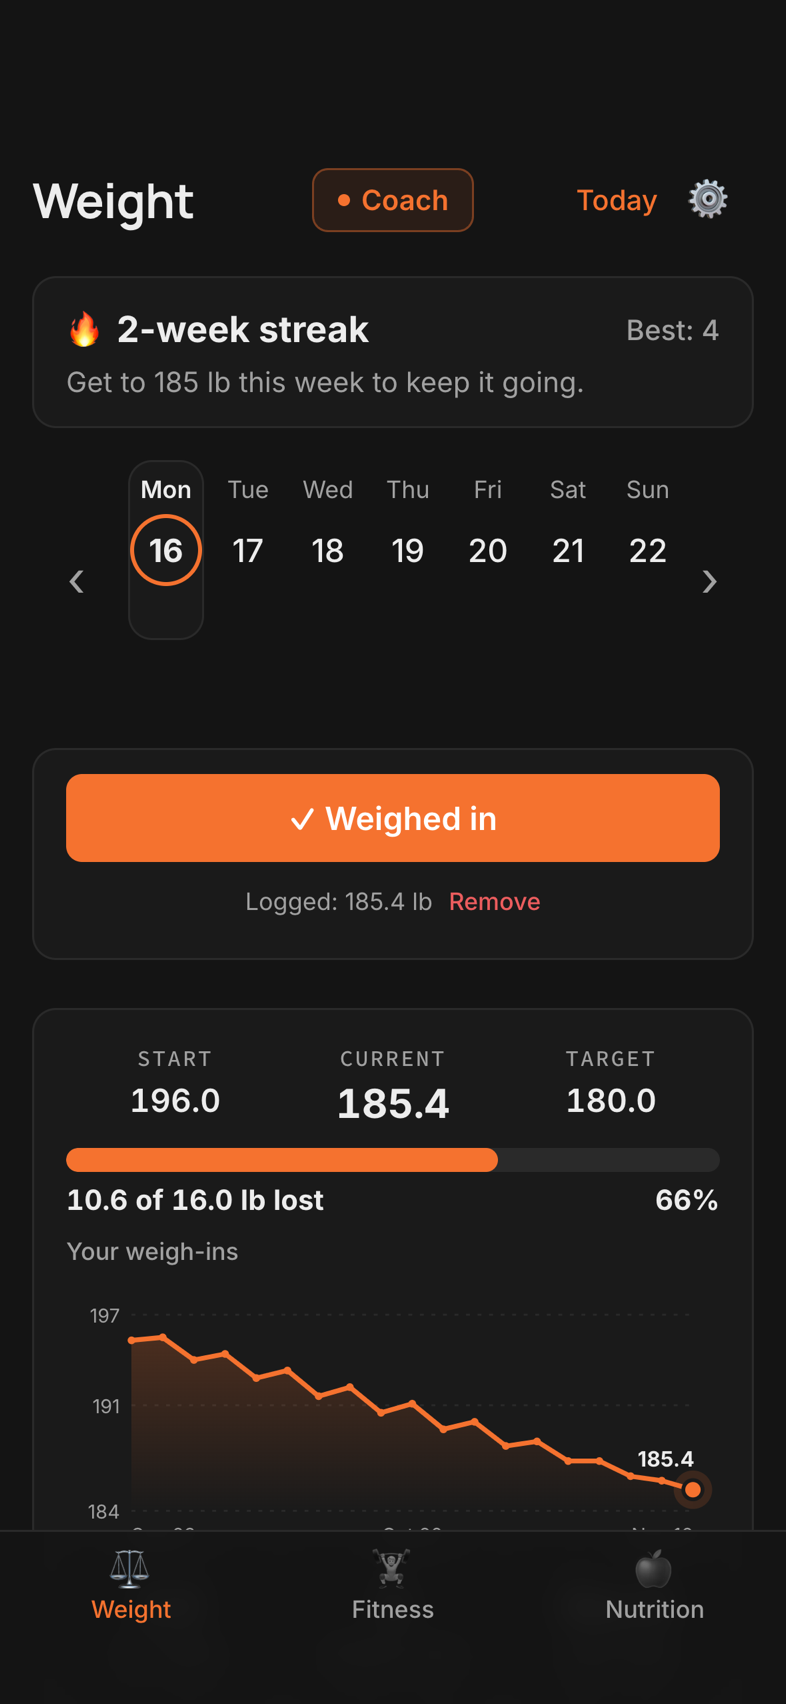 Weight
Coach
Today
2-week streak
Best: 4
Get to 185 lb this week to keep it going.
Mon Tue Wed Thu Fri Sat Sun
16 17 18 19 20 21 22
✓ Weighed in
Logged: 185.4 lb Remove
START CURRENT TARGET
196.0 185.4 180.0
10.6 of 16.0 lb lost 66%
Your weigh-ins
197
191
185.4
184
Weight Fitness Nutrition